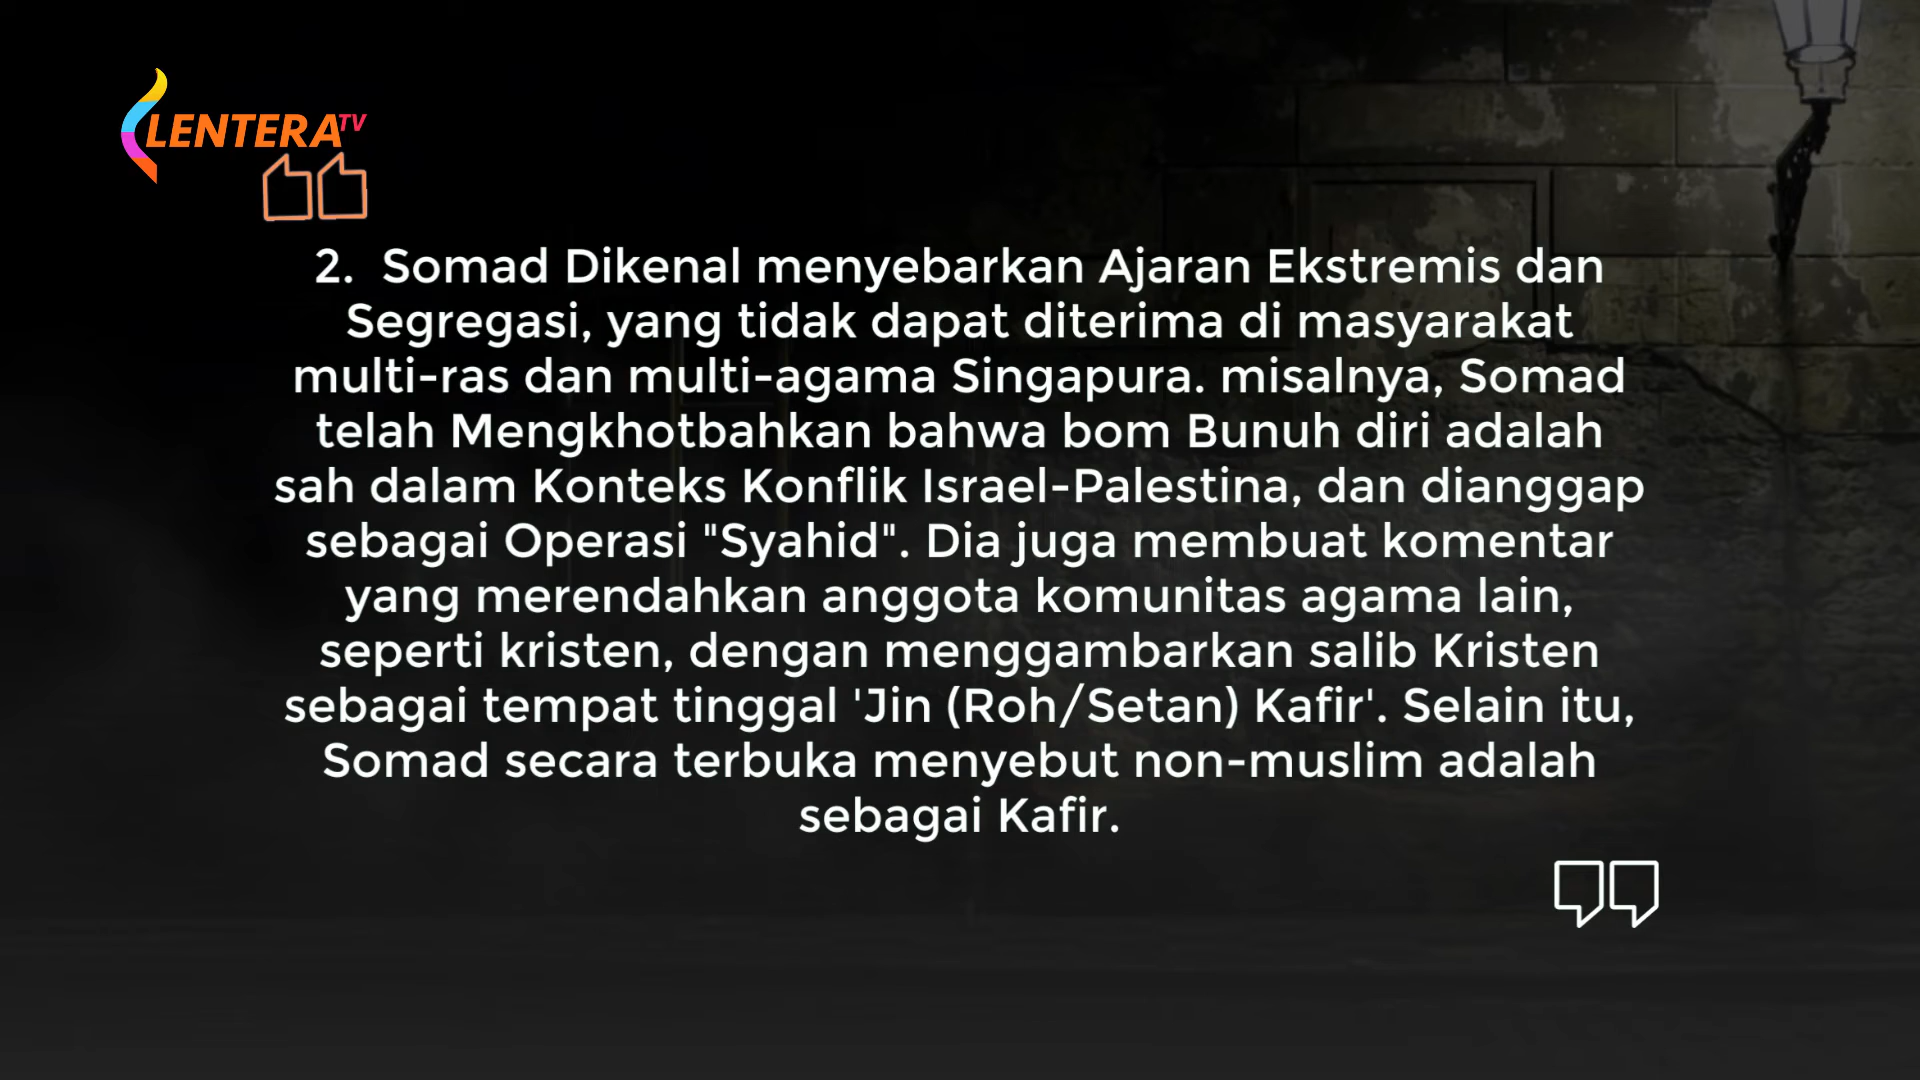 LENTERA TV
2. Somad Dikenal menyebarkan Ajaran Ekstremis dan
Segregasi, yang tidak dapat diterima di masyarakat
multi-ras dan multi-agama Singapura. misalnya, Somad
telah Mengkhotbahkan bahwa bom Bunuh diri adalah
sah dalam Konteks Konflik Israel-Palestina, dan dianggap
sebagai Operasi "Syahid". Dia juga membuat komentar
yang merendahkan anggota komunitas agama lain,
seperti kristen, dengan menggambarkan salib Kristen
sebagai tempat tinggal 'Jin (Roh/Setan) Kafir'. Selain itu,
Somad secara terbuka menyebut non-muslim adalah
sebagai Kafir.